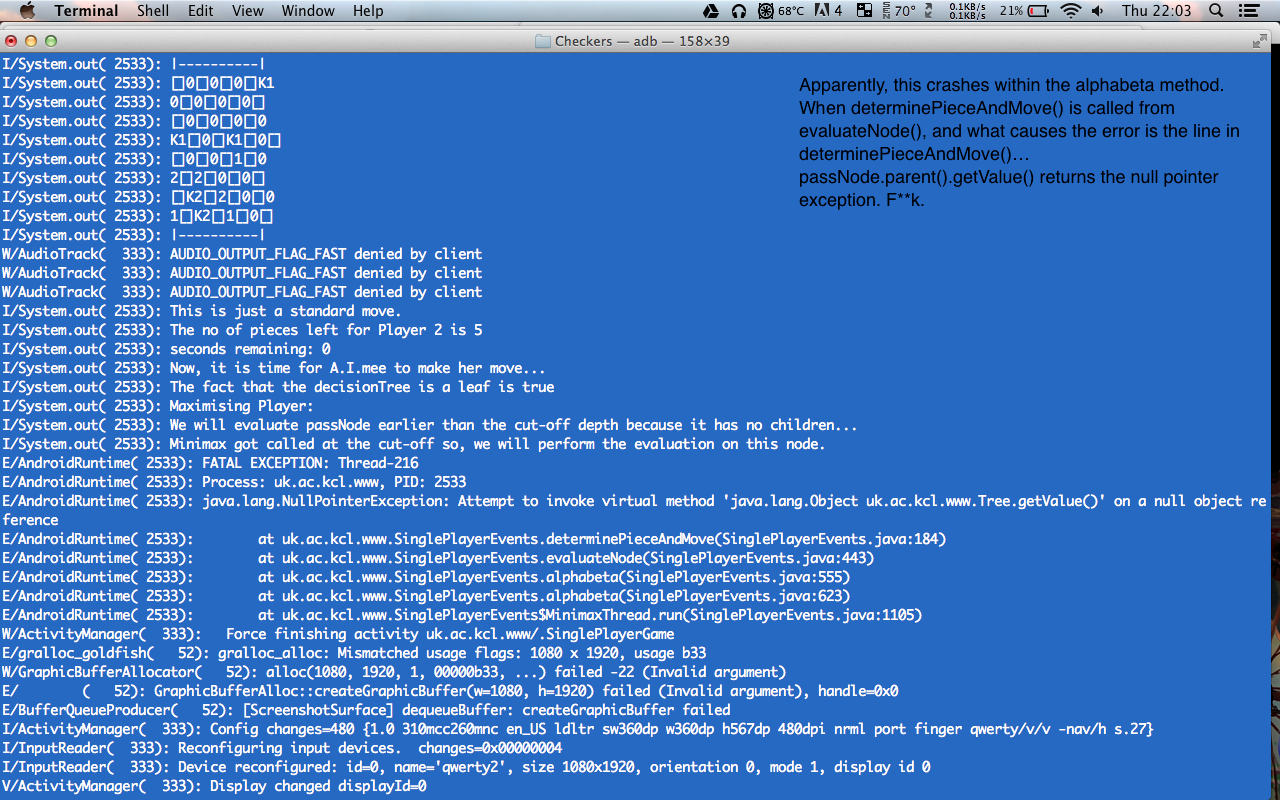 Terminal Shell Edit View Window Help 68°C 4 70° 0.1KB/s 0.1KB/s 21% Thu 22:03
Checkers — adb — 158×39
I/System.out( 2533): |----------|
I/System.out( 2533): □0□0□0□K1
I/System.out( 2533): 0□0□0□0□
I/System.out( 2533): □0□0□0□0
I/System.out( 2533): K1□0□K1□0□
I/System.out( 2533): □0□0□1□0
I/System.out( 2533): 2□2□0□0□
I/System.out( 2533): □K2□2□0□0
I/System.out( 2533): 1□K2□1□0□
I/System.out( 2533): |----------|
W/AudioTrack(  333): AUDIO_OUTPUT_FLAG_FAST denied by client
W/AudioTrack(  333): AUDIO_OUTPUT_FLAG_FAST denied by client
W/AudioTrack(  333): AUDIO_OUTPUT_FLAG_FAST denied by client
I/System.out( 2533): This is just a standard move.
I/System.out( 2533): The no of pieces left for Player 2 is 5
I/System.out( 2533): seconds remaining: 0
I/System.out( 2533): Now, it is time for A.I.mee to make her move...
I/System.out( 2533): The fact that the decisionTree is a leaf is true
I/System.out( 2533): Maximising Player:
I/System.out( 2533): We will evaluate passNode earlier than the cut-off depth because it has no children...
I/System.out( 2533): Minimax got called at the cut-off so, we will perform the evaluation on this node.
E/AndroidRuntime( 2533): FATAL EXCEPTION: Thread-216
E/AndroidRuntime( 2533): Process: uk.ac.kcl.www, PID: 2533
E/AndroidRuntime( 2533): java.lang.NullPointerException: Attempt to invoke virtual method 'java.lang.Object uk.ac.kcl.www.Tree.getValue()' on a null object re
ference
E/AndroidRuntime( 2533):        at uk.ac.kcl.www.SinglePlayerEvents.determinePieceAndMove(SinglePlayerEvents.java:184)
E/AndroidRuntime( 2533):        at uk.ac.kcl.www.SinglePlayerEvents.evaluateNode(SinglePlayerEvents.java:443)
E/AndroidRuntime( 2533):        at uk.ac.kcl.www.SinglePlayerEvents.alphabeta(SinglePlayerEvents.java:555)
E/AndroidRuntime( 2533):        at uk.ac.kcl.www.SinglePlayerEvents.alphabeta(SinglePlayerEvents.java:623)
E/AndroidRuntime( 2533):        at uk.ac.kcl.www.SinglePlayerEvents$MinimaxThread.run(SinglePlayerEvents.java:1105)
W/ActivityManager(  333):   Force finishing activity uk.ac.kcl.www/.SinglePlayerGame
E/gralloc_goldfish(   52): gralloc_alloc: Mismatched usage flags: 1080 x 1920, usage b33
W/GraphicBufferAllocator(   52): alloc(1080, 1920, 1, 00000b33, ...) failed -22 (Invalid argument)
E/       (   52): GraphicBufferAlloc::createGraphicBuffer(w=1080, h=1920) failed (Invalid argument), handle=0x0
E/BufferQueueProducer(   52): [ScreenshotSurface] dequeueBuffer: createGraphicBuffer failed
I/ActivityManager(  333): Config changes=480 {1.0 310mcc260mnc en_US ldltr sw360dp w360dp h567dp 480dpi nrml port finger qwerty/v/v -nav/h s.27}
I/InputReader(  333): Reconfiguring input devices.  changes=0x00000004
I/InputReader(  333): Device reconfigured: id=0, name='qwerty2', size 1080x1920, orientation 0, mode 1, display id 0
V/ActivityManager(  333): Display changed displayId=0
Apparently, this crashes within the alphabeta method.
When determinePieceAndMove() is called from
evaluateNode(), and what causes the error is the line in
determinePieceAndMove()…
passNode.parent().getValue() returns the null pointer
exception. F**k.